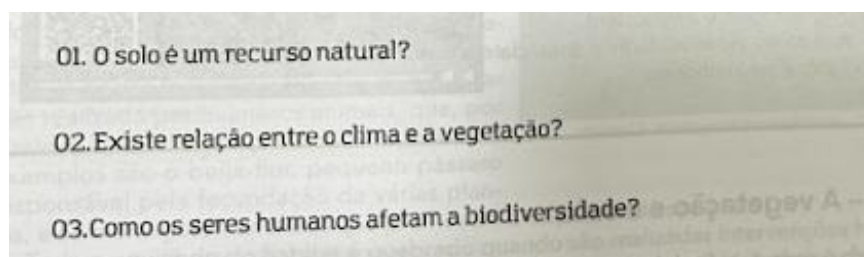 01. O solo é um recurso natural?
02. Existe relação entre o clima e a vegetação?
03. Como os seres humanos afetam a biodiversidade?